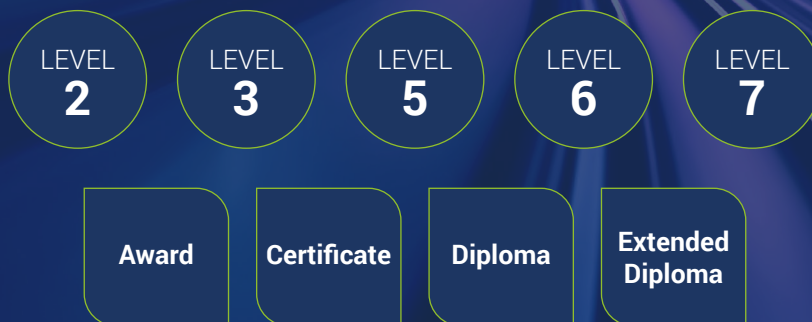 LEVEL LEVEL LEVEL LEVEL LEVEL
2 3 5 6 7
Award Certificate Diploma Extended
Diploma